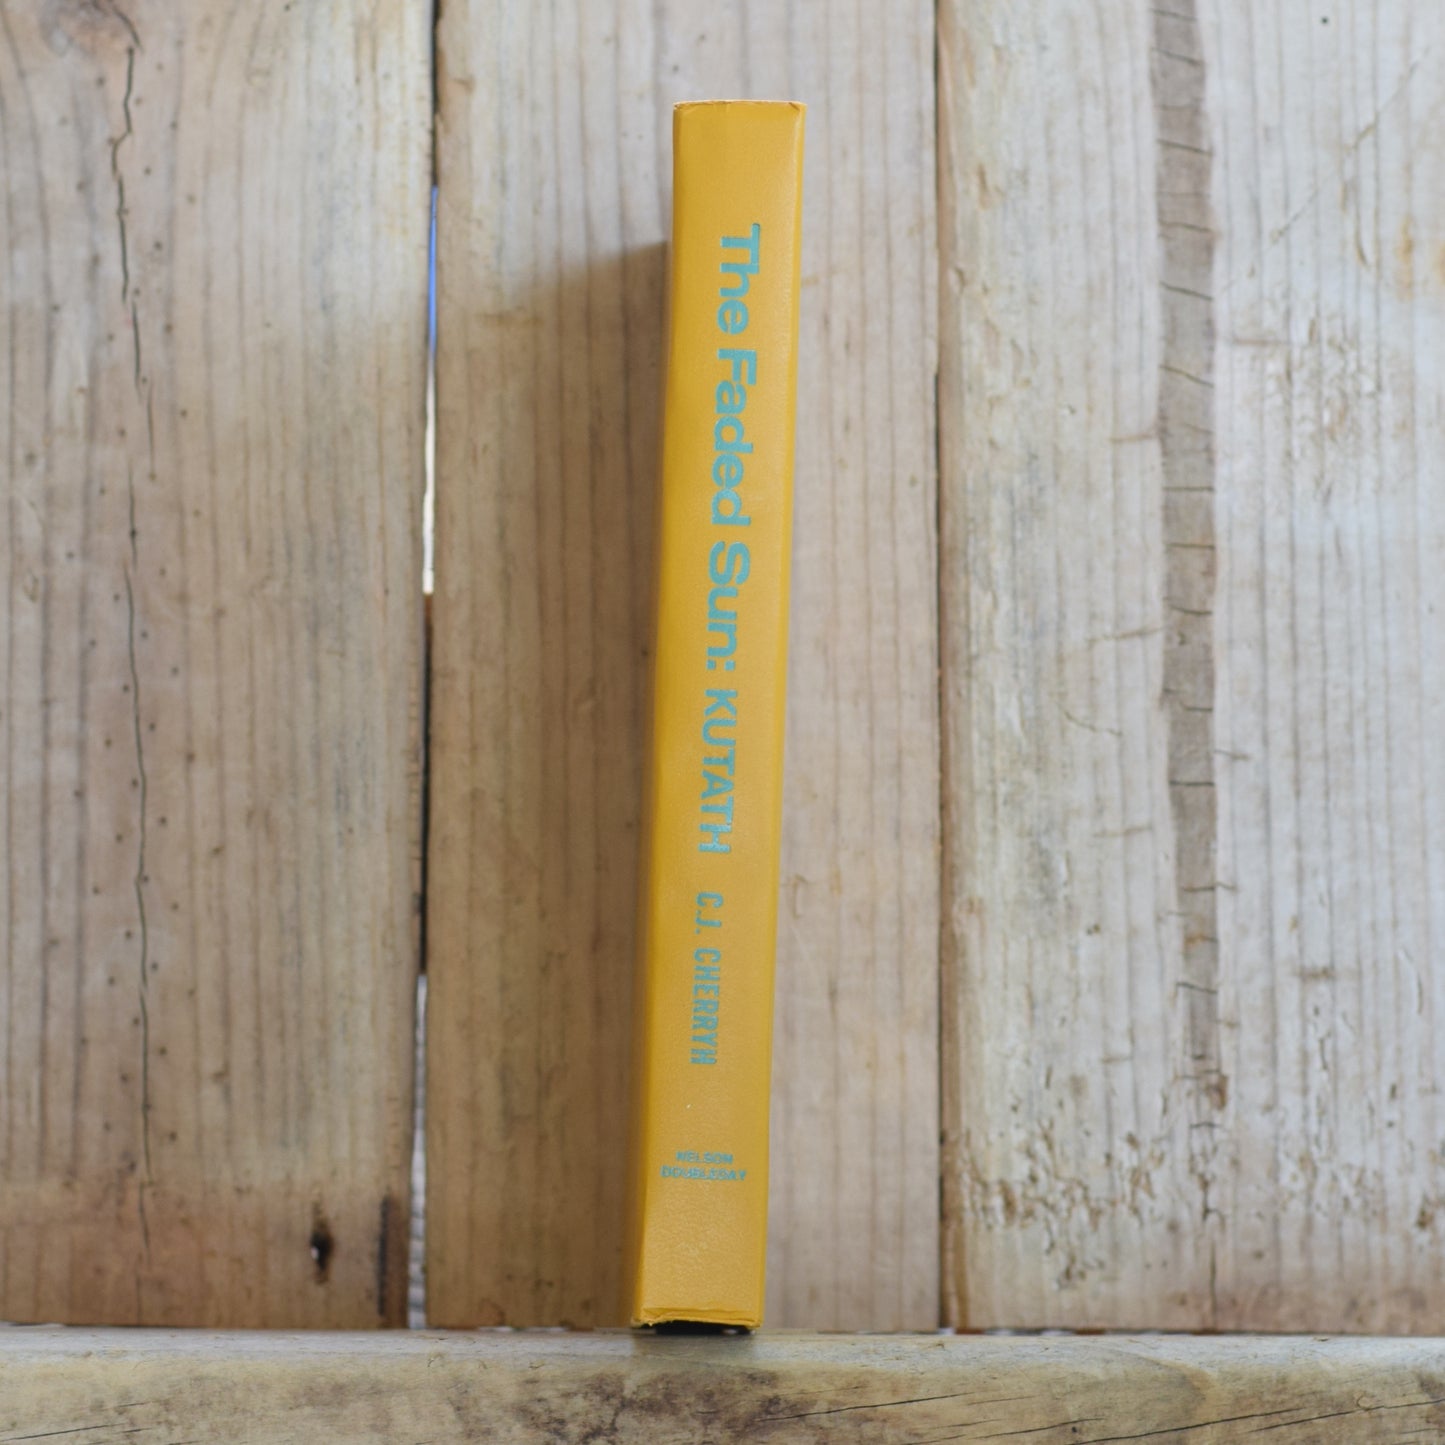 The Faded Sun: KUTATH C.J. CHERRYH
NELSON
DOUBLEDAY